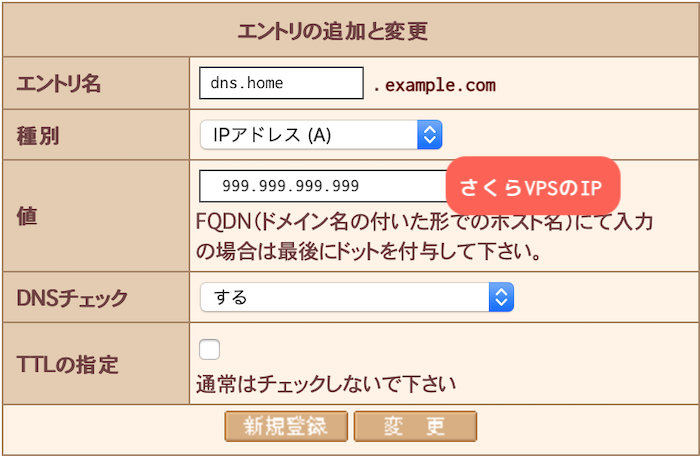 エントリの追加と変更
エントリ名
dns.home
.example.com
種別
IPアドレス (A)
値
999.999.999.999
さくらVPSのIP
FQDN(ドメイン名の付いた形でのホスト名)にて入力
の場合は最後にドットを付与して下さい。
DNSチェック
する
TTLの指定
通常はチェックしないで下さい
新規登録
変 更